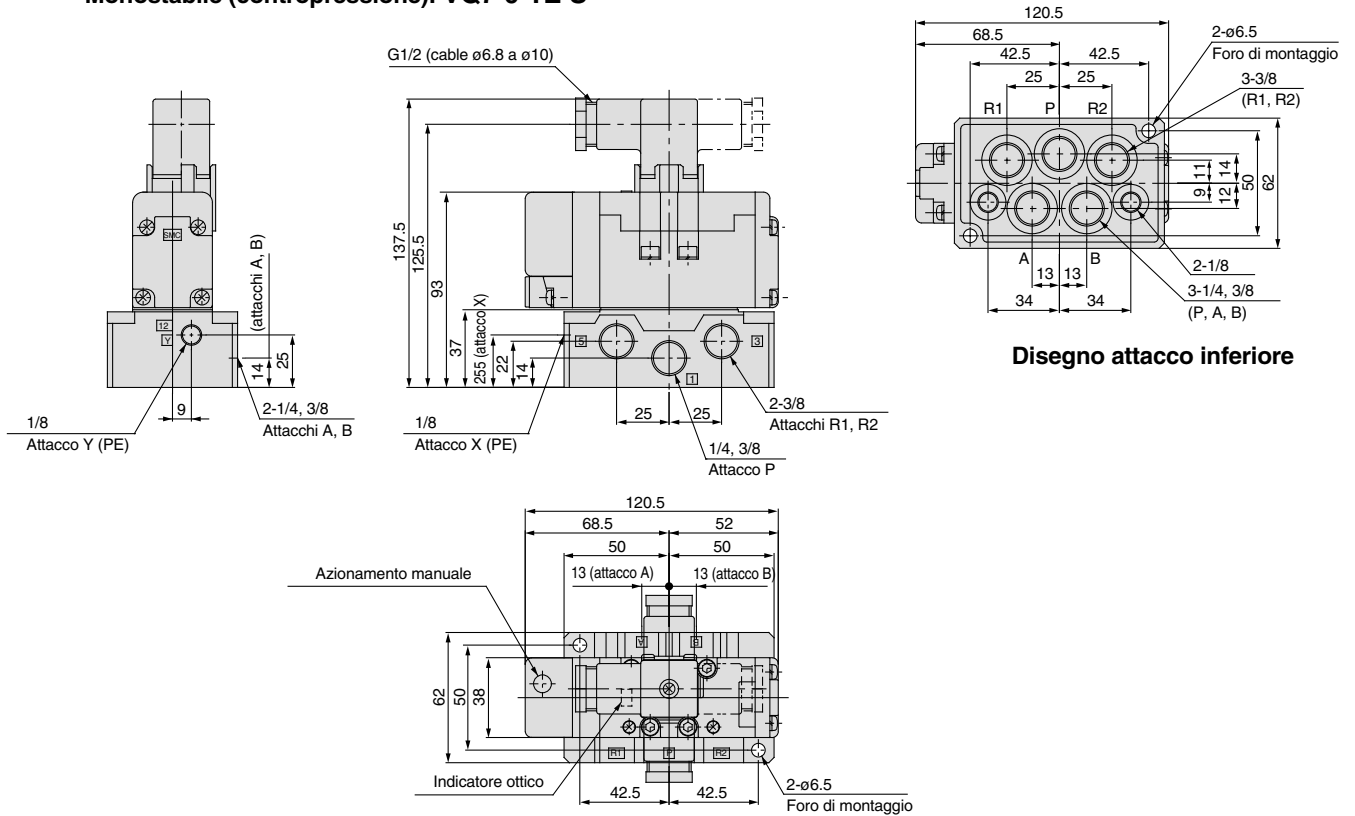 120.5
68.5
42.5
42.5
25
25
R1
P
R2
2-ø6.5
Foro di montaggio
3-3/8
(R1, R2)
11
14
50
62
9
12
A
B
13
13
34
34
2-1/8
3-1/4, 3/8
(P, A, B)
Disegno attacco inferiore
G1/2 (cable ø6.8 a ø10)
SMC
12
Y
(attacchi A, B)
14
25
9
1/8
Attacco Y (PE)
2-1/4, 3/8
Attacchi A, B
137.5
125.5
93
37
255 (attacco X)
22
14
5
3
1
25
25
1/8
Attacco X (PE)
2-3/8
Attacchi R1, R2
1/4, 3/8
Attacco P
120.5
68.5
52
50
50
13 (attacco A)
13 (attacco B)
Azionamento manuale
A
B
62
50
38
R1
P
R2
Indicatore ottico
42.5
42.5
2-ø6.5
Foro di montaggio